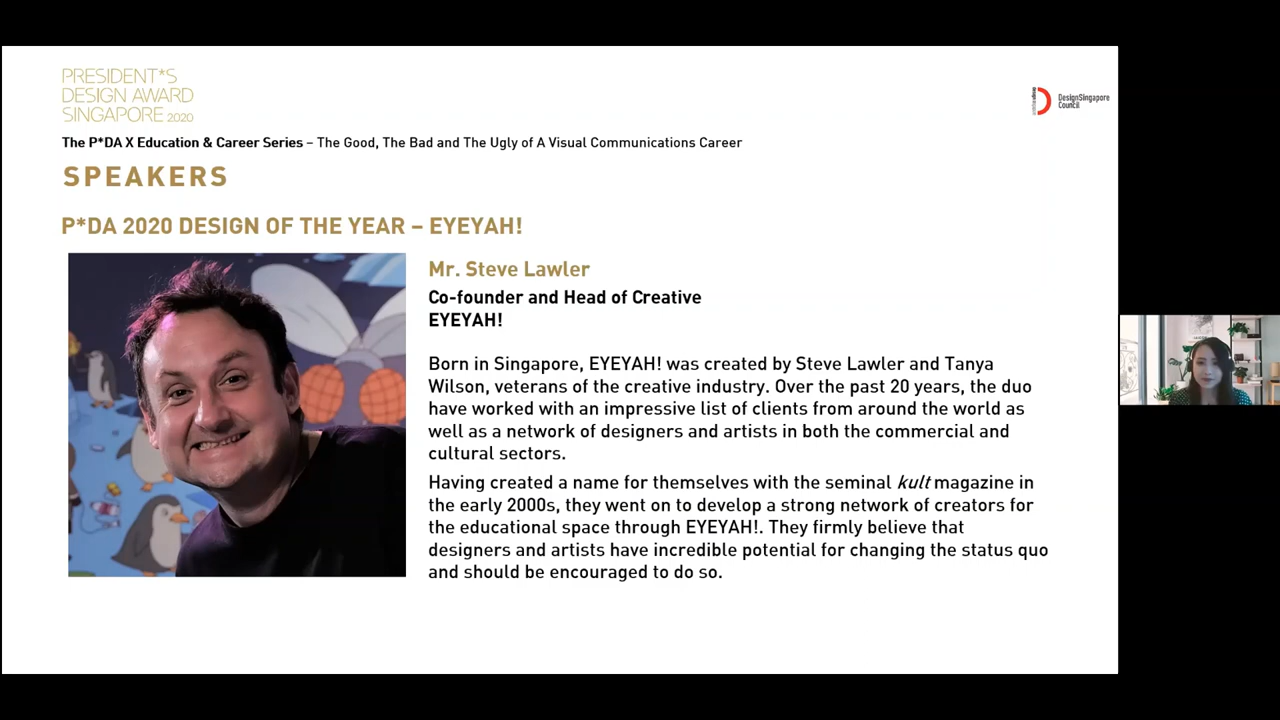 PRESIDENT*S
DESIGN AWARD
SINGAPORE 2020
DesignSingapore
Council
The P*DA X Education & Career Series – The Good, The Bad and The Ugly of A Visual Communications Career
SPEAKERS
P*DA 2020 DESIGN OF THE YEAR – EYEYAH!
Mr. Steve Lawler
Co-founder and Head of Creative
EYEYAH!
Born in Singapore, EYEYAH! was created by Steve Lawler and Tanya
Wilson, veterans of the creative industry. Over the past 20 years, the duo
have worked with an impressive list of clients from around the world as
well as a network of designers and artists in both the commercial and
cultural sectors.
Having created a name for themselves with the seminal kult magazine in
the early 2000s, they went on to develop a strong network of creators for
the educational space through EYEYAH!. They firmly believe that
designers and artists have incredible potential for changing the status quo
and should be encouraged to do so.